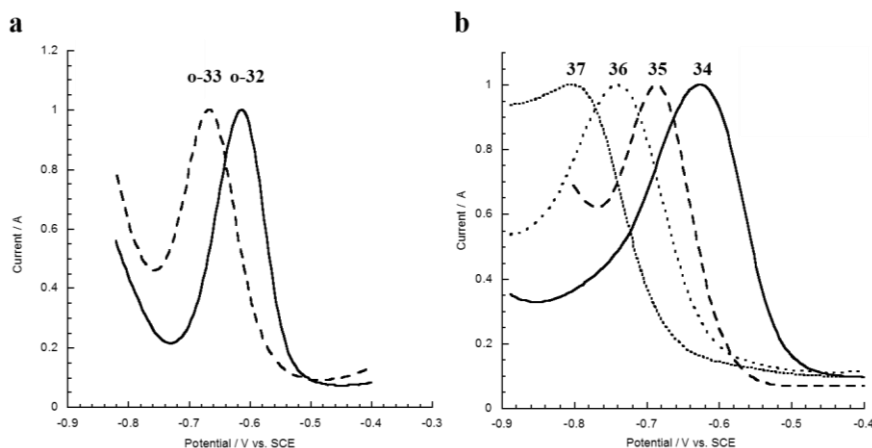 a
o-33 o-32
1.2
1
0.8
0.6
0.4
0.2
0
Current / A
-0.9 -0.8 -0.7 -0.6 -0.5 -0.4 -0.3
Potential / V vs. SCE
b
37 36 35 34
1
0.8
0.6
0.4
0.2
0
Current / A
-0.9 -0.8 -0.7 -0.6 -0.5 -0.4
Potential / V vs. SCE